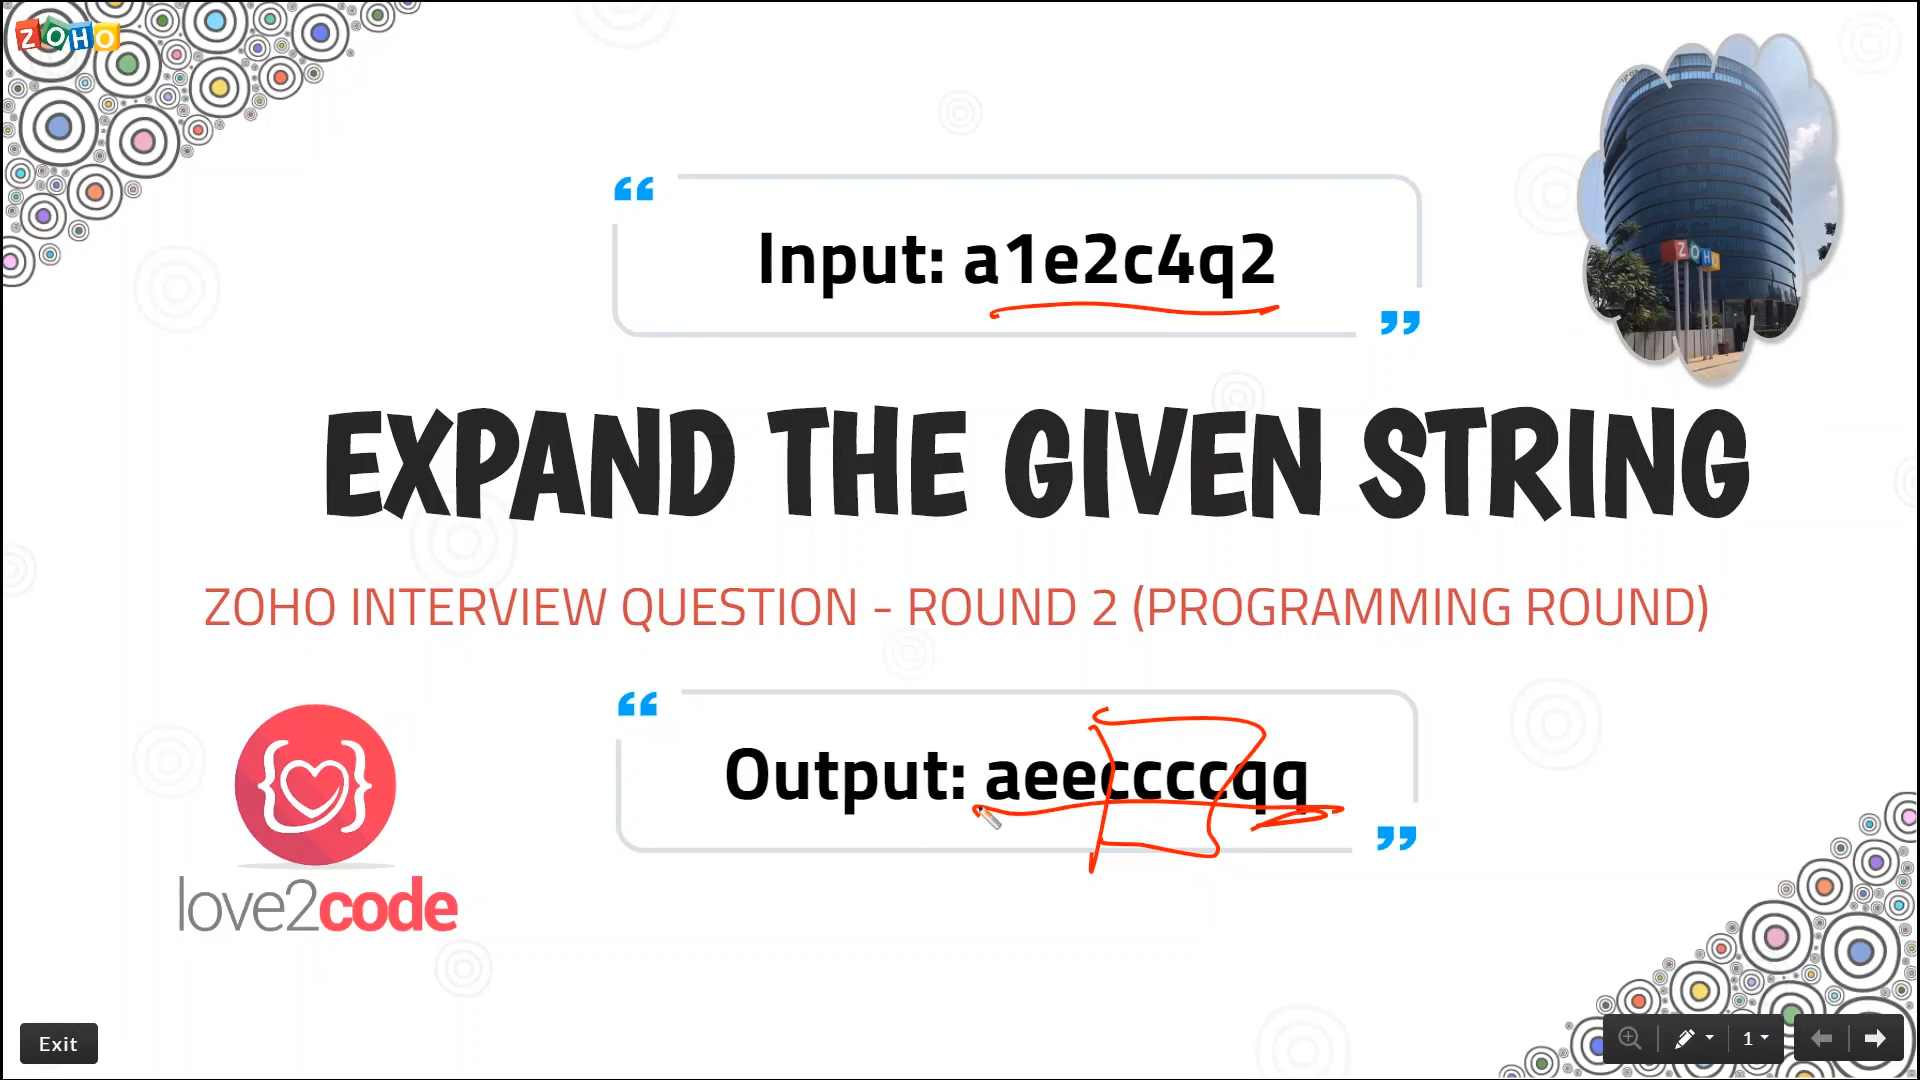 ZOHO
“ Input: a1e2c4q2 ”
ZOHO
EXPAND THE GIVEN STRING
ZOHO INTERVIEW QUESTION - ROUND 2 (PROGRAMMING ROUND)
“ Output: aeeccccqq ”
love2code
Exit
1